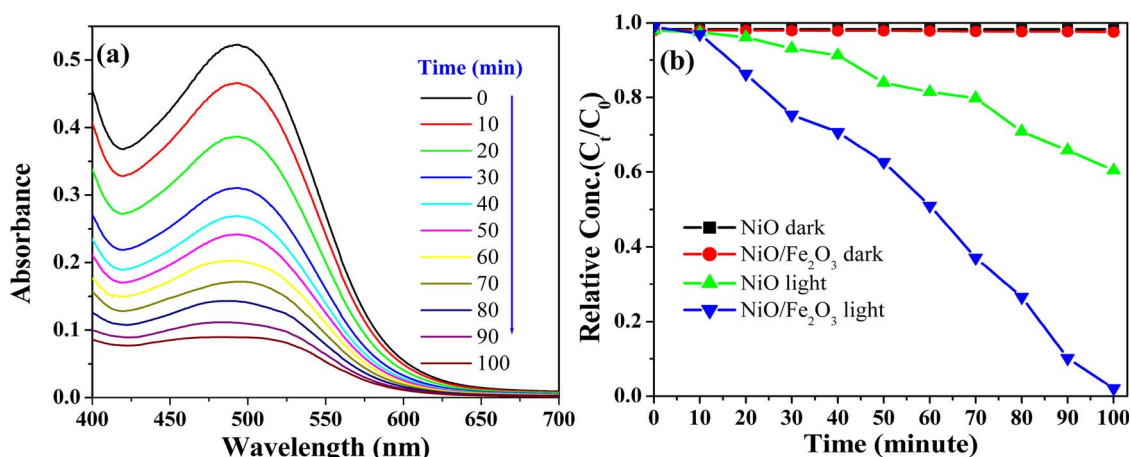 (a)
Time (min)
0
10
20
30
40
50
60
70
80
90
100
0.5
0.4
0.3
0.2
0.1
0.0
Absorbance
400 450 500 550 600 650 700
Wavelength (nm)
(b)
1.0
0.8
0.6
0.4
0.2
0.0
Relative Conc.(Cₜ/C₀)
NiO dark
NiO/Fe₂O₃ dark
NiO light
NiO/Fe₂O₃ light
0 10 20 30 40 50 60 70 80 90 100
Time (minute)